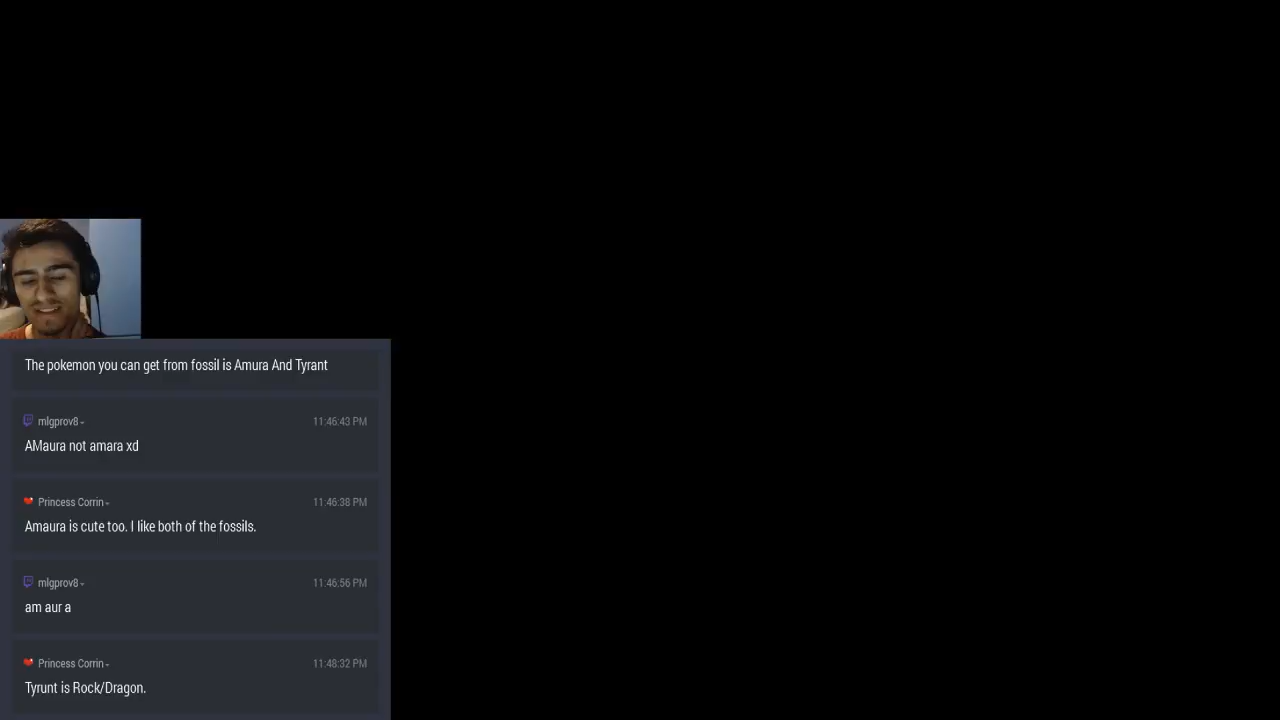 The pokemon you can get from fossil is Amura And Tyrant
mlgprov8
11:46:43 PM
AMaura not amara xd
Princess Corrin
11:46:38 PM
Amaura is cute too. I like both of the fossils.
mlgprov8
11:46:56 PM
am aur a
Princess Corrin
11:48:32 PM
Tyrunt is Rock/Dragon.